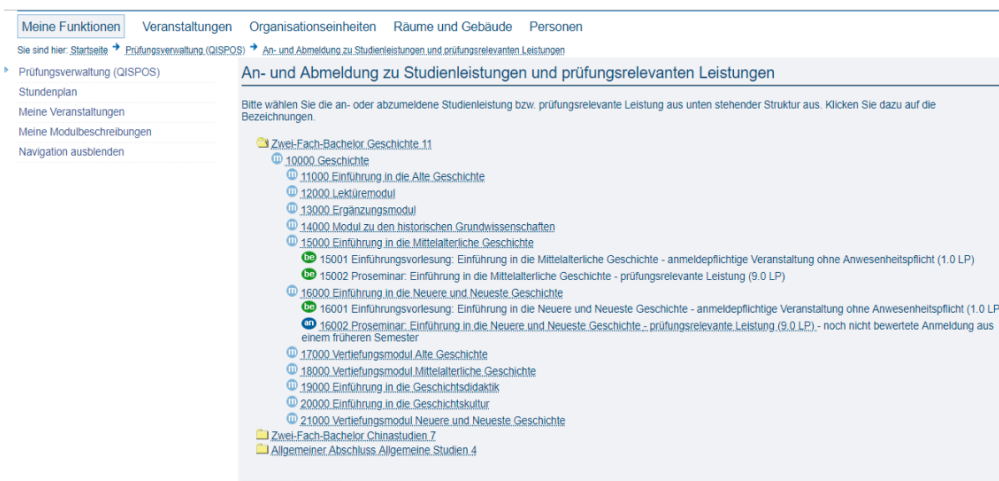 Meine Funktionen Veranstaltungen Organisationseinheiten Räume und Gebäude Personen
Sie sind hier: Startseite Prüfungsverwaltung (QISPOS) An- und Abmeldung zu Studienleistungen und prüfungsrelevanten Leistungen
Prüfungsverwaltung (QISPOS)
Stundenplan
Meine Veranstaltungen
Meine Modulbeschreibungen
Navigation ausblenden
An- und Abmeldung zu Studienleistungen und prüfungsrelevanten Leistungen
Bitte wählen Sie die an- oder abzumeldene Studienleistung bzw. prüfungsrelevante Leistung aus unten stehender Struktur aus. Klicken Sie dazu auf die
Bezeichnungen.
Zwei-Fach-Bachelor Geschichte 11
m 10000 Geschichte
m 11000 Einführung in die Alte Geschichte
m 12000 Lektüremodul
m 13000 Ergänzungsmodul
m 14000 Modul zu den historischen Grundwissenschaften
m 15000 Einführung in die Mittelalterliche Geschichte
be 15001 Einführungsvorlesung: Einführung in die Mittelalterliche Geschichte - anmeldepflichtige Veranstaltung ohne Anwesenheitspflicht (1.0 LP)
be 15002 Proseminar: Einführung in die Mittelalterliche Geschichte - prüfungsrelevante Leistung (9.0 LP)
m 16000 Einführung in die Neuere und Neueste Geschichte
be 16001 Einführungsvorlesung: Einführung in die Neuere und Neueste Geschichte - anmeldepflichtige Veranstaltung ohne Anwesenheitspflicht (1.0 LP
an 16002 Proseminar: Einführung in die Neuere und Neueste Geschichte - prüfungsrelevante Leistung (9.0 LP) - noch nicht bewertete Anmeldung aus
einem früheren Semester
m 17000 Vertiefungsmodul Alte Geschichte
m 18000 Vertiefungsmodul Mittelalterliche Geschichte
m 19000 Einführung in die Geschichtsdidaktik
m 20000 Einführung in die Geschichtskultur
m 21000 Vertiefungsmodul Neuere und Neueste Geschichte
Zwei-Fach-Bachelor Chinastudien 7
Allgemeiner Abschluss Allgemeine Studien 4